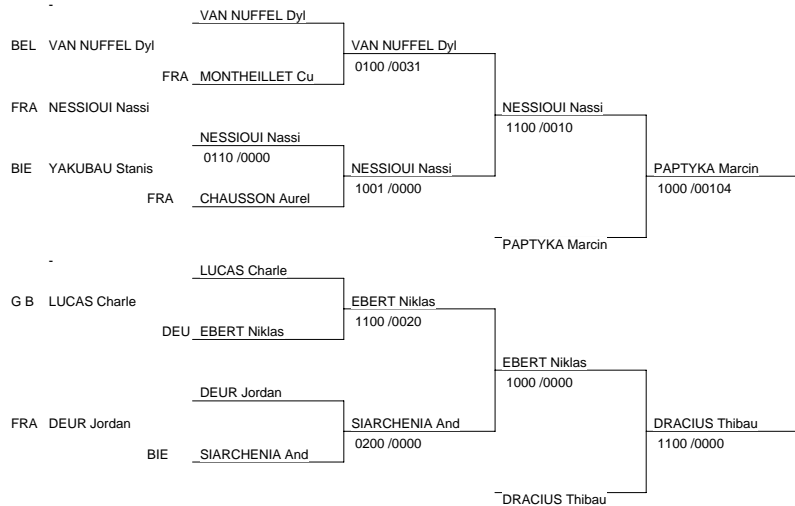 -
VAN NUFFEL Dyl
BEL VAN NUFFEL Dyl VAN NUFFEL Dyl
0100 /0031
FRA MONTHEILLET Cu
FRA NESSIOUI Nassi NESSIOUI Nassi
1100 /0010
NESSIOUI Nassi
0110 /0000
BIE YAKUBAU Stanis NESSIOUI Nassi PAPTYKA Marcin
1001 /0000 1000 /00104
FRA CHAUSSON Aurel
PAPTYKA Marcin
-
LUCAS Charle
G B LUCAS Charle EBERT Niklas
1100 /0020
DEU EBERT Niklas
EBERT Niklas
1000 /0000
DEUR Jordan
FRA DEUR Jordan SIARCHENIA And DRACIUS Thibau
0200 /0000 1100 /0000
BIE SIARCHENIA And
DRACIUS Thibau